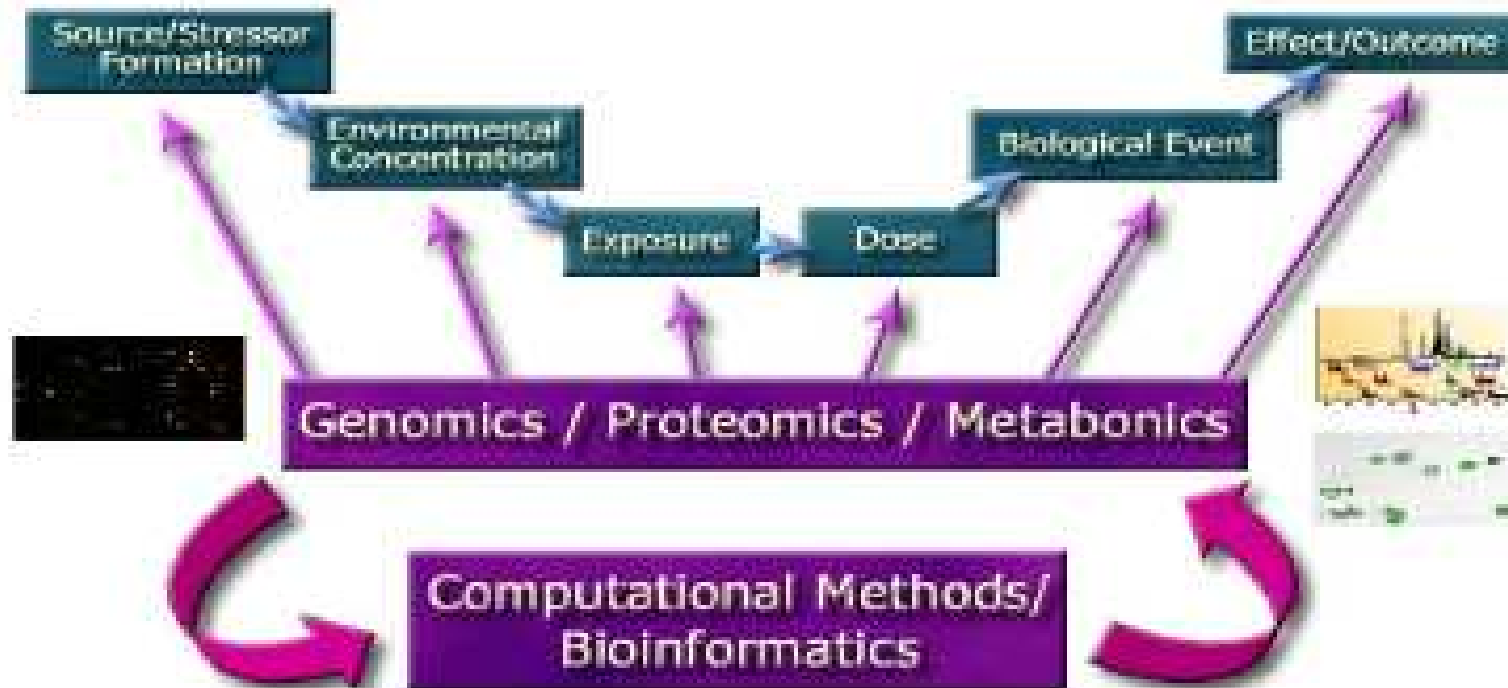 Source/Stressor
Formation
Effect/Outcome
Environmental
Concentration
Biological Event
Exposure
Dose
Genomics / Proteomics / Metabonics
Computational Methods/
Bioinformatics